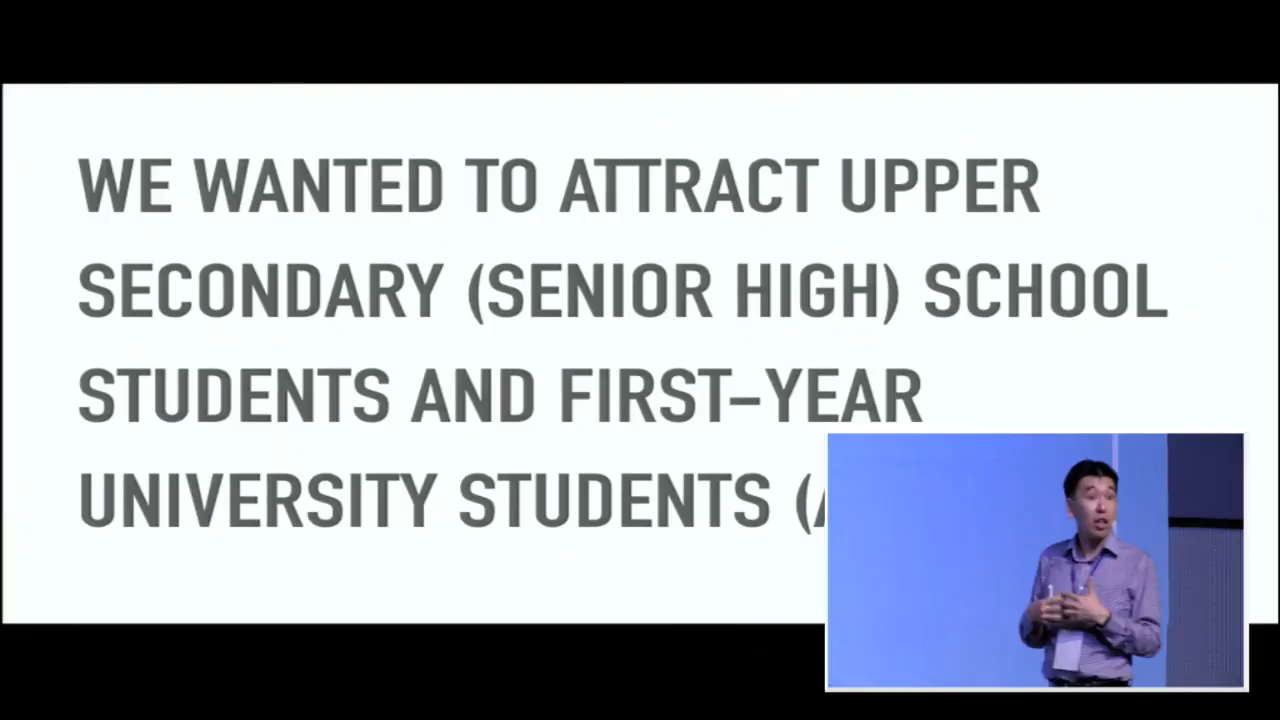 WE WANTED TO ATTRACT UPPER
SECONDARY (SENIOR HIGH) SCHOOL
STUDENTS AND FIRST–YEAR
UNIVERSITY STUDENTS